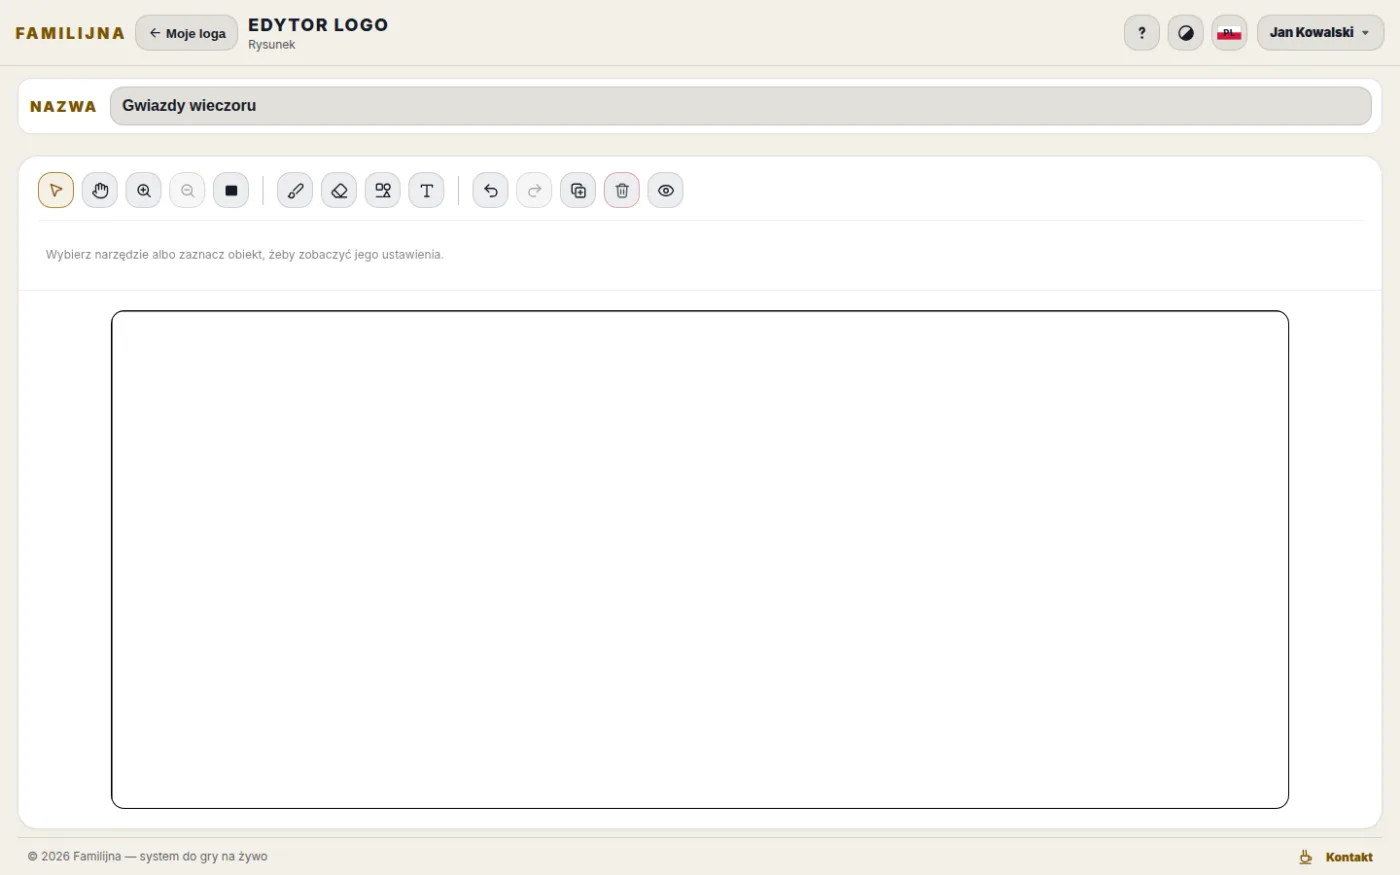 FAMILIJNA
← Moje loga
EDYTOR LOGO
Rysunek
?
PL
Jan Kowalski
NAZWA
Gwiazdy wieczoru
Wybierz narzędzie albo zaznacz obiekt, żeby zobaczyć jego ustawienia.
© 2026 Familijna — system do gry na żywo
Kontakt